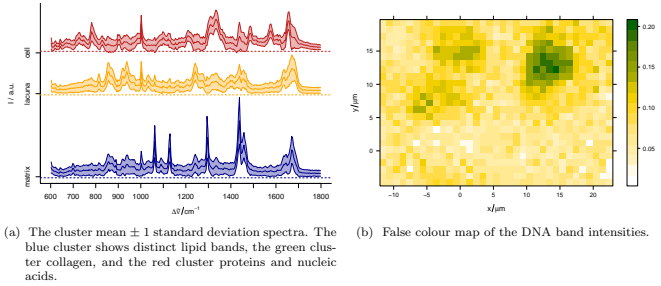 cell
lacuna
matrix
I / a.u.
600 700 800 900 1000 1200 1300 1400 1500 1600 1800
Δν̃/cm⁻¹
15
10
5
0
y/µm
-10 -5 0 5 10 15 20
x/µm
0.20
0.15
0.10
0.05
(a) The cluster mean ± 1 standard deviation spectra. The
blue cluster shows distinct lipid bands, the green clus-
ter collagen, and the red cluster proteins and nucleic
acids.
(b) False colour map of the DNA band intensities.